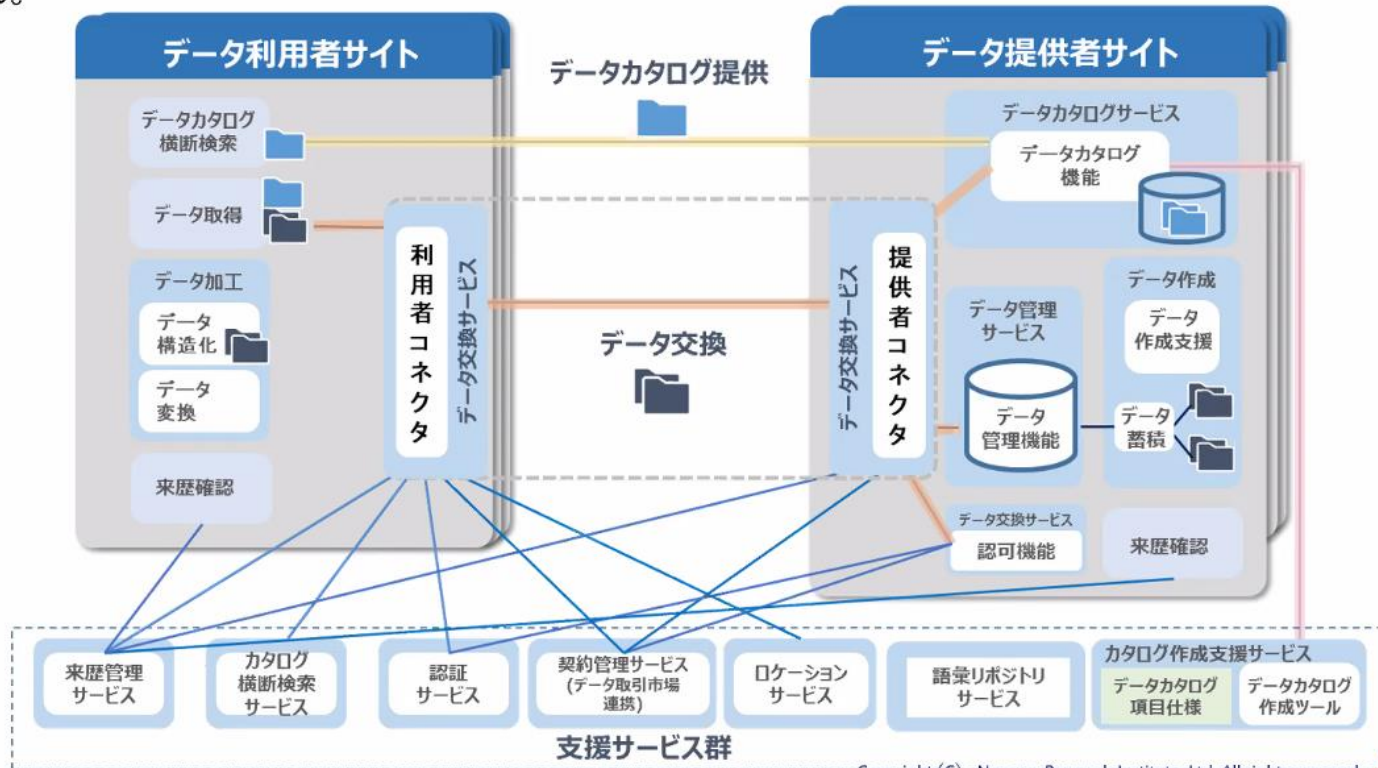 る。
データ利用者サイト
データカタログ
横断検索
データ取得
データ加工
データ
構造化
データ
変換
来歴確認
利用者コネクタ
データ交換サービス
データカタログ提供
データ交換
データ提供者サイト
データカタログサービス
データカタログ
機能
データ交換サービス
提供者コネクタ
データ管理
サービス
データ
管理機能
データ作成
データ
作成支援
データ
蓄積
データ交換サービス
認可機能
来歴確認
来歴管理
サービス
カタログ
横断検索
サービス
認証
サービス
契約管理サービス
(データ取引市場
連携)
ロケーション
サービス
語彙リポジトリ
サービス
カタログ作成支援サービス
データカタログ
項目仕様
データカタログ
作成ツール
支援サービス群